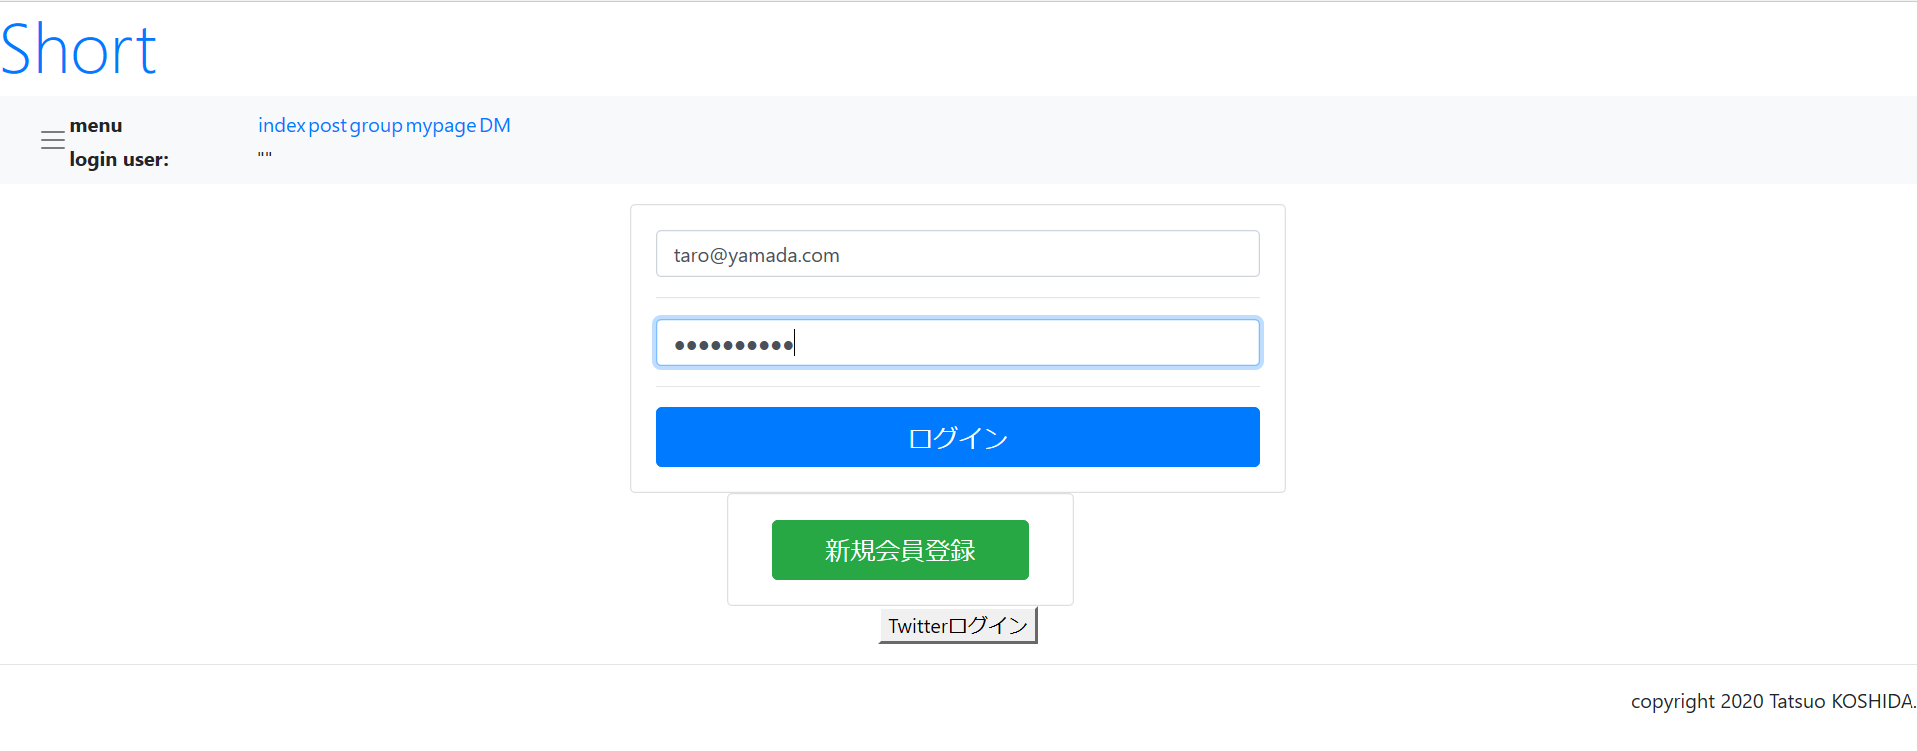 Short
menu index post group mypage DM
login user: ""
taro@yamada.com
●●●●●●●●●●
ログイン
新規会員登録
Twitterログイン
copyright 2020 Tatsuo KOSHIDA.